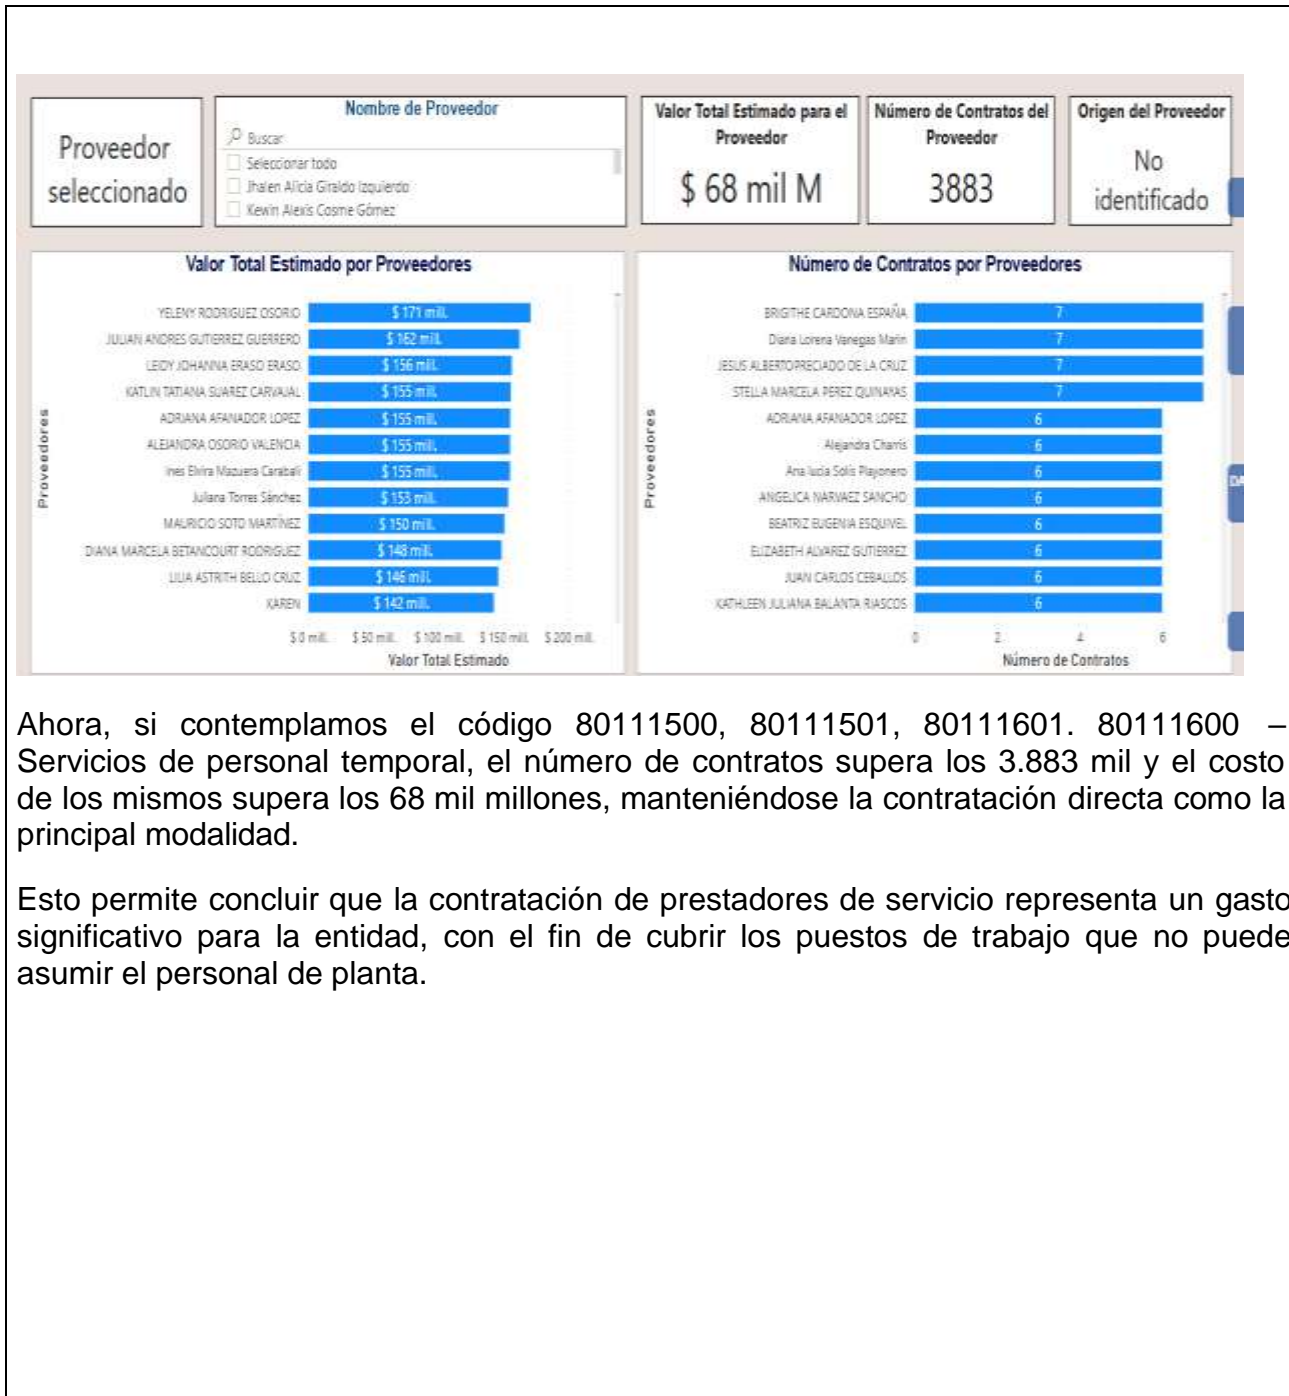 Proveedor
seleccionado
Nombre de Proveedor
Buscar
Seleccionar todo
Jhalen Alicia Giraldo Izquierdo
Kewin Alexis Cosme Gómez
Valor Total Estimado para el
Proveedor
$ 68 mil M
Número de Contratos del
Proveedor
3883
Origen del Proveedor
No
identificado
Valor Total Estimado por Proveedores
Proveedores
YELENY RODRIGUEZ OSORIO $ 171 mill.
JULIAN ANDRES GUTIERREZ GUERRERO $ 162 mill.
LEIDY JOHANNA ERASO ERASO $ 156 mill.
KATLIN TATIANA SUAREZ CARVAJAL $ 155 mill.
ADRIANA AFANADOR LOPEZ $ 155 mill.
ALEJANDRA OSORIO VALENCIA $ 155 mill.
Ines Elvira Mazuera Carabali $ 155 mill.
Juliana Torres Sánchez $ 153 mill.
MAURICIO SOTO MARTÍNEZ $ 150 mill.
DIANA MARCELA BETANCOURT RODRIGUEZ $ 148 mill.
LILIA ASTRITH BELLO CRUZ $ 146 mill.
KAREN $ 142 mill.
$ 0 mill. $ 50 mill. $ 100 mill. $ 150 mill. $ 200 mill.
Valor Total Estimado
Número de Contratos por Proveedores
Proveedores
BRIGITHE CARDONA ESPAÑA 7
Diana Lorena Vanegas Marin 7
JESUS ALBERTOPRECIADO DE LA CRUZ 7
STELLA MARCELA PEREZ QUINAYAS 7
ADRIANA AFANADOR LOPEZ 6
Alejandra Charris 6
Ana lucia Solis Playonero 6
ANGELICA NARVAEZ SANCHO 6
BEATRIZ EUGENIA ESQUIVEL 6
ELIZABETH ALVAREZ GUTIERREZ 6
JUAN CARLOS CEBALLOS 6
KATHLEEN JULIANA BALANTA RIASCOS 6
0 2 4 6
Número de Contratos
DA
Ahora, si contemplamos el código 80111500, 80111501, 80111601. 80111600 –
Servicios de personal temporal, el número de contratos supera los 3.883 mil y el costo
de los mismos supera los 68 mil millones, manteniéndose la contratación directa como la
principal modalidad.
Esto permite concluir que la contratación de prestadores de servicio representa un gasto
significativo para la entidad, con el fin de cubrir los puestos de trabajo que no puede
asumir el personal de planta.